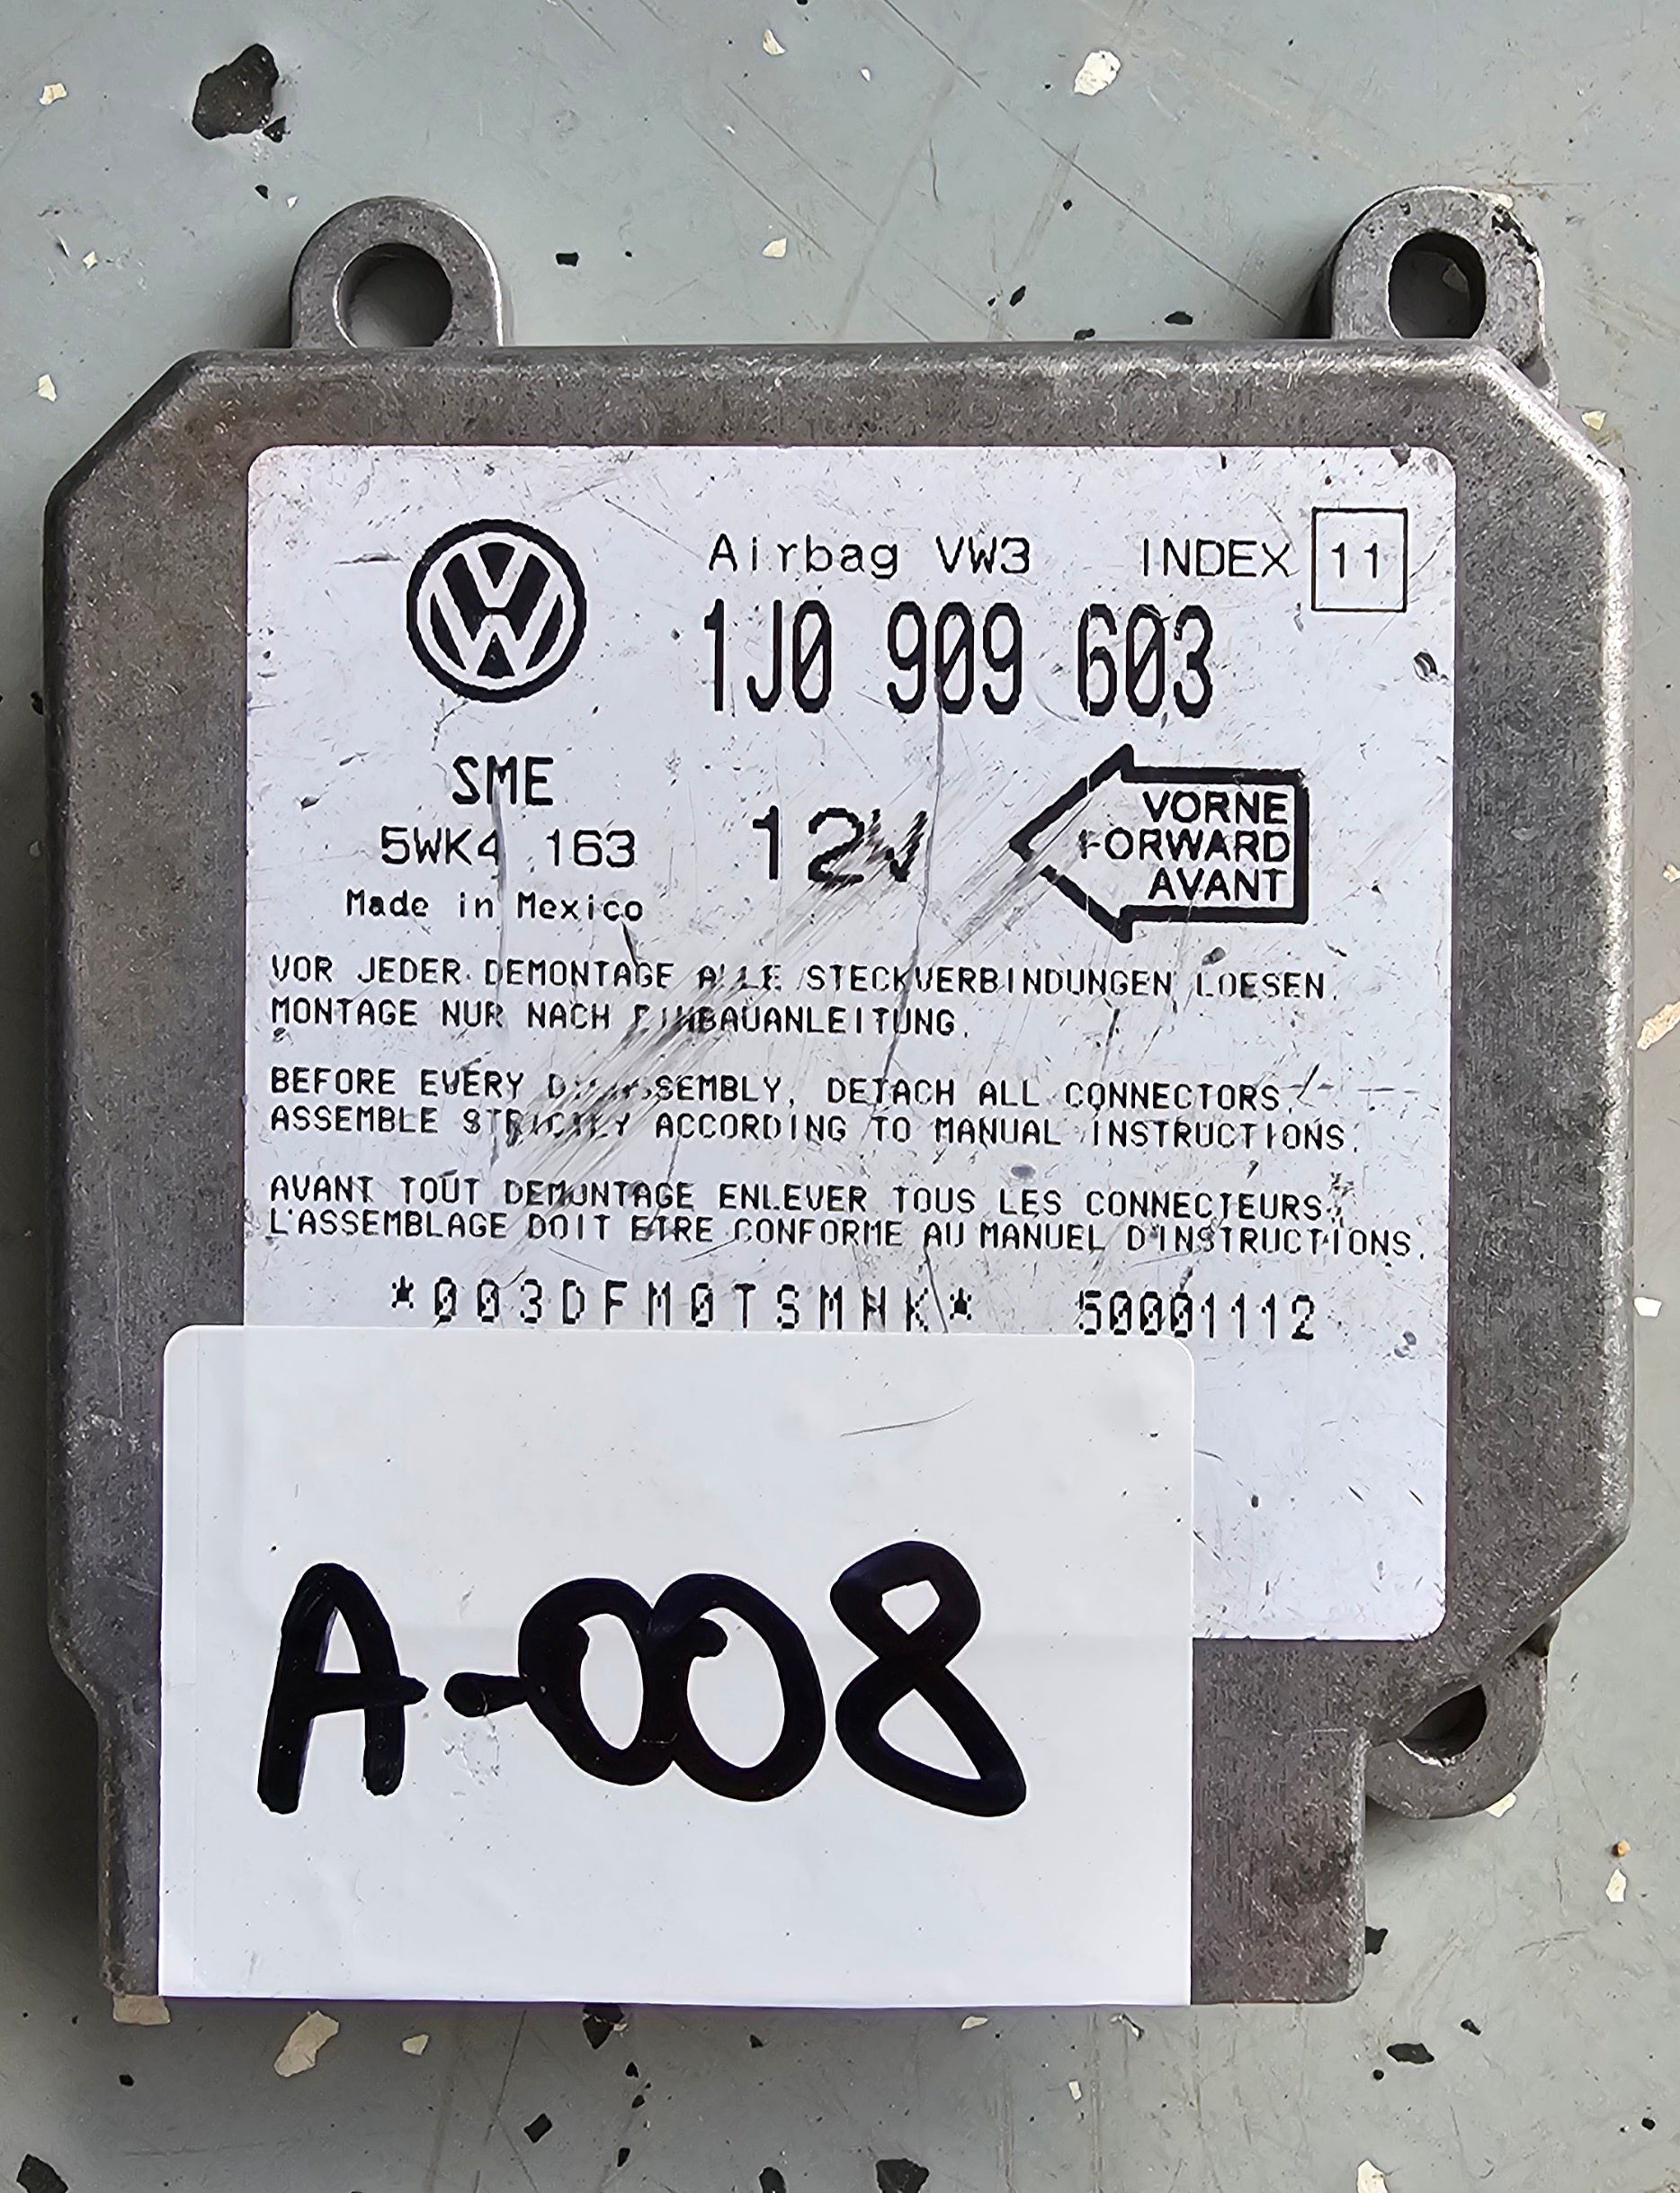 Airbag VW3 INDEX 11
1J0 909 603
SME
5WK4 163
Made in Mexico
12V
VORNE
FORWARD
AVANT
VOR JEDER DEMONTAGE ALLE STECKVERBINDUNGEN LOESEN.
MONTAGE NUR NACH EINBAUANLEITUNG.
BEFORE EVERY DISASSEMBLY, DETACH ALL CONNECTORS.
ASSEMBLE STRICTLY ACCORDING TO MANUAL INSTRUCTIONS.
AVANT TOUT DEMONTAGE ENLEVER TOUS LES CONNECTEURS.
L'ASSEMBLAGE DOIT ETRE CONFORME AU MANUEL D'INSTRUCTIONS.
*003DFM0TSMNK* 50001112
A-008